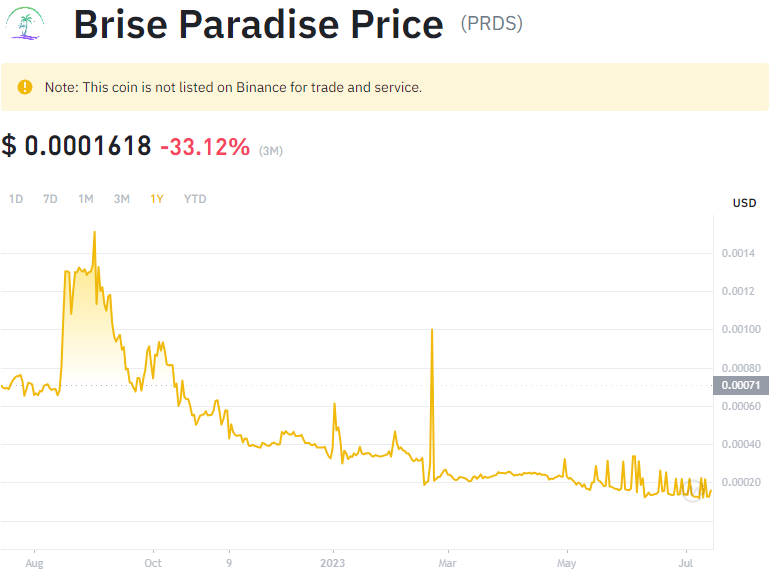 Brise Paradise Price (PRDS)
Note: This coin is not listed on Binance for trade and service.
$ 0.0001618 -33.12% (3M)
1D 7D 1M 3M 1Y YTD
USD
0.0014
0.0012
0.00100
0.00080
0.00071
0.00060
0.00040
0.00020
Aug Oct 9 2023 Mar May Jul